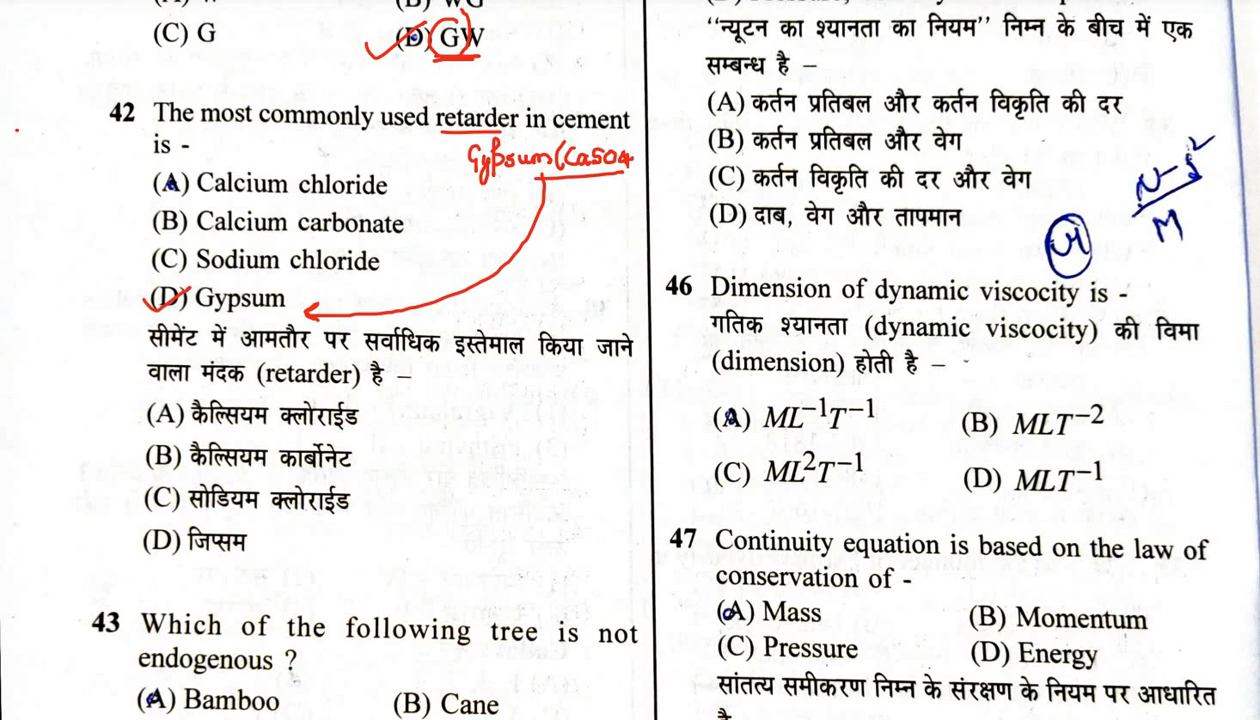 (C) G
(D) GW
42 The most commonly used retarder in cement
is -
Gypsum (CaSO4
(A) Calcium chloride
(B) Calcium carbonate
(C) Sodium chloride
(D) Gypsum
सीमेंट में आमतौर पर सर्वाधिक इस्तेमाल किया जाने
वाला मंदक (retarder) है –
(A) कैल्सियम क्लोराईड
(B) कैल्सियम कार्बोनेट
(C) सोडियम क्लोराईड
(D) जिप्सम
43 Which of the following tree is not
endogenous ?
(A) Bamboo
(B) Cane
"न्यूटन का श्यानता का नियम" निम्न के बीच में एक
सम्बन्ध है –
(A) कर्तन प्रतिबल और कर्तन विकृति की दर
(B) कर्तन प्रतिबल और वेग
(C) कर्तन विकृति की दर और वेग
(D) दाब, वेग और तापमान
46 Dimension of dynamic viscocity is -
गतिक श्यानता (dynamic viscocity) की विमा
(dimension) होती है –
(A) ML⁻¹T⁻¹
(B) MLT⁻²
(C) ML²T⁻¹
(D) MLT⁻¹
47 Continuity equation is based on the law of
conservation of -
(A) Mass
(B) Momentum
(C) Pressure
(D) Energy
सांतत्य समीकरण निम्न के संरक्षण के नियम पर आधारित